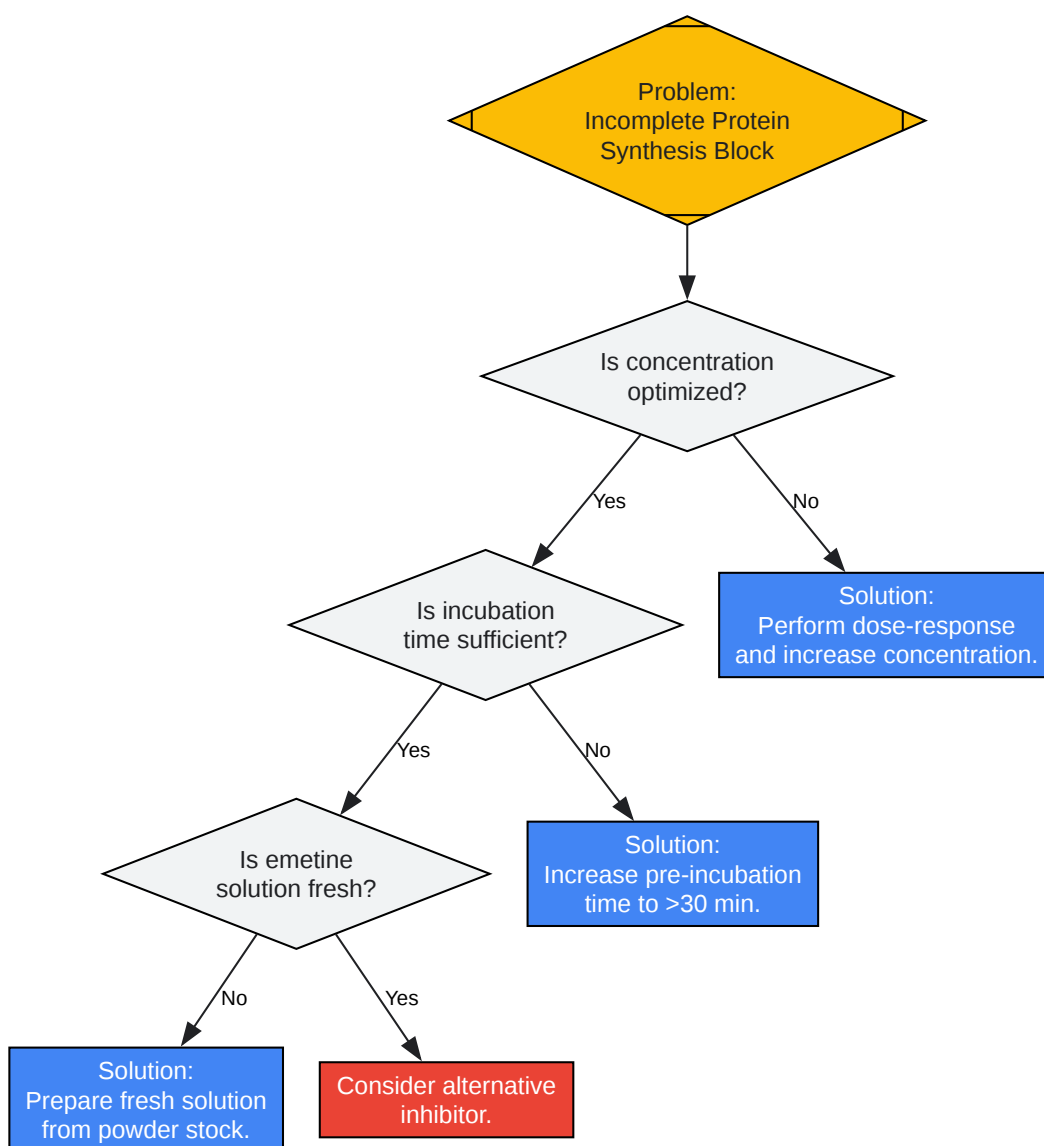 Problem:
Incomplete Protein
Synthesis Block
Is concentration
optimized?
Yes
No
Is incubation
time sufficient?
Solution:
Perform dose-response
and increase concentration.
Yes
No
Is emetine
solution fresh?
Solution:
Increase pre-incubation
time to >30 min.
No
Yes
Solution:
Prepare fresh solution
from powder stock.
Consider alternative
inhibitor.